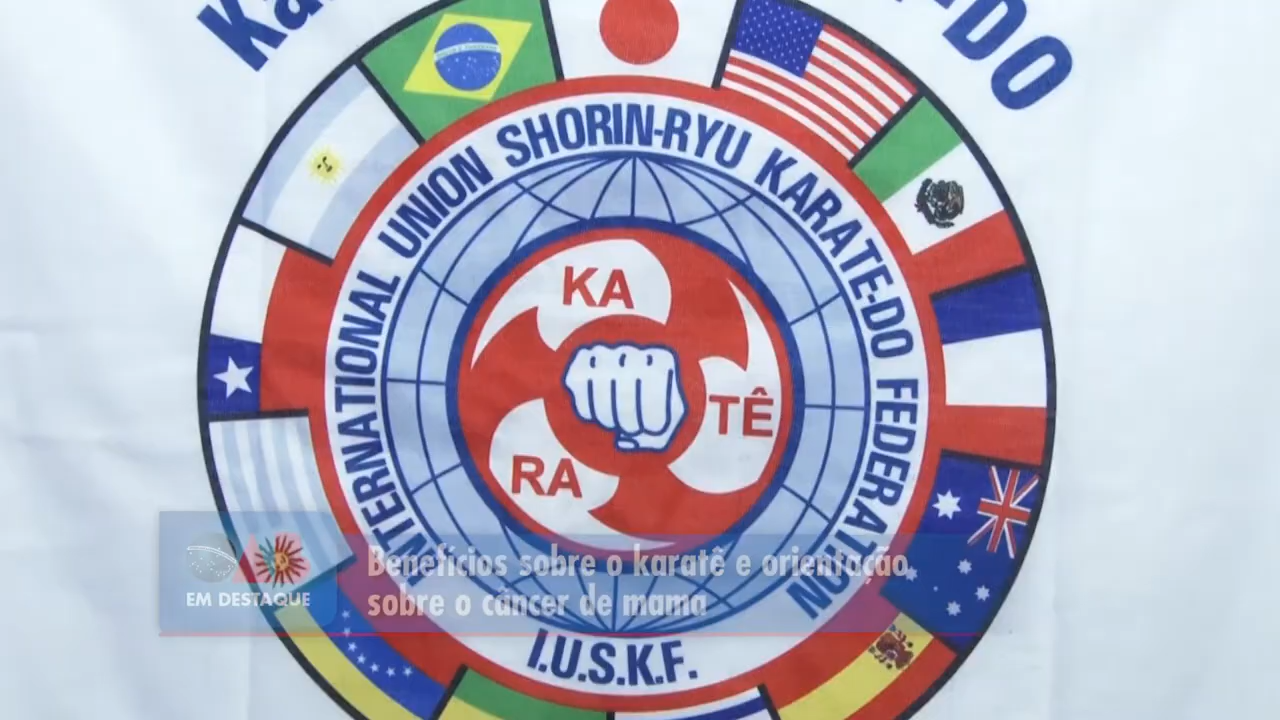 -DO
INTERNATIONAL UNION SHORIN-RYU KARATE-DO FEDERATION
KA
RA
TÊ
I.U.S.K.F.
EM DESTAQUE
Benefícios sobre o karatê e orientação
sobre o câncer de mama